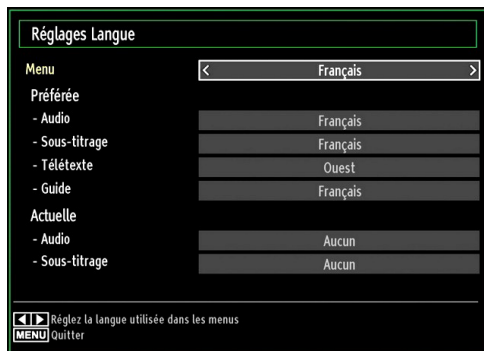 Réglages Langue
Menu < Français >
Préférée
- Audio Français
- Sous-titrage Français
- Télétexte Ouest
- Guide Français
Actuelle
- Audio Aucun
- Sous-titrage Aucun
Réglez la langue utilisée dans les menus
MENU Quitter